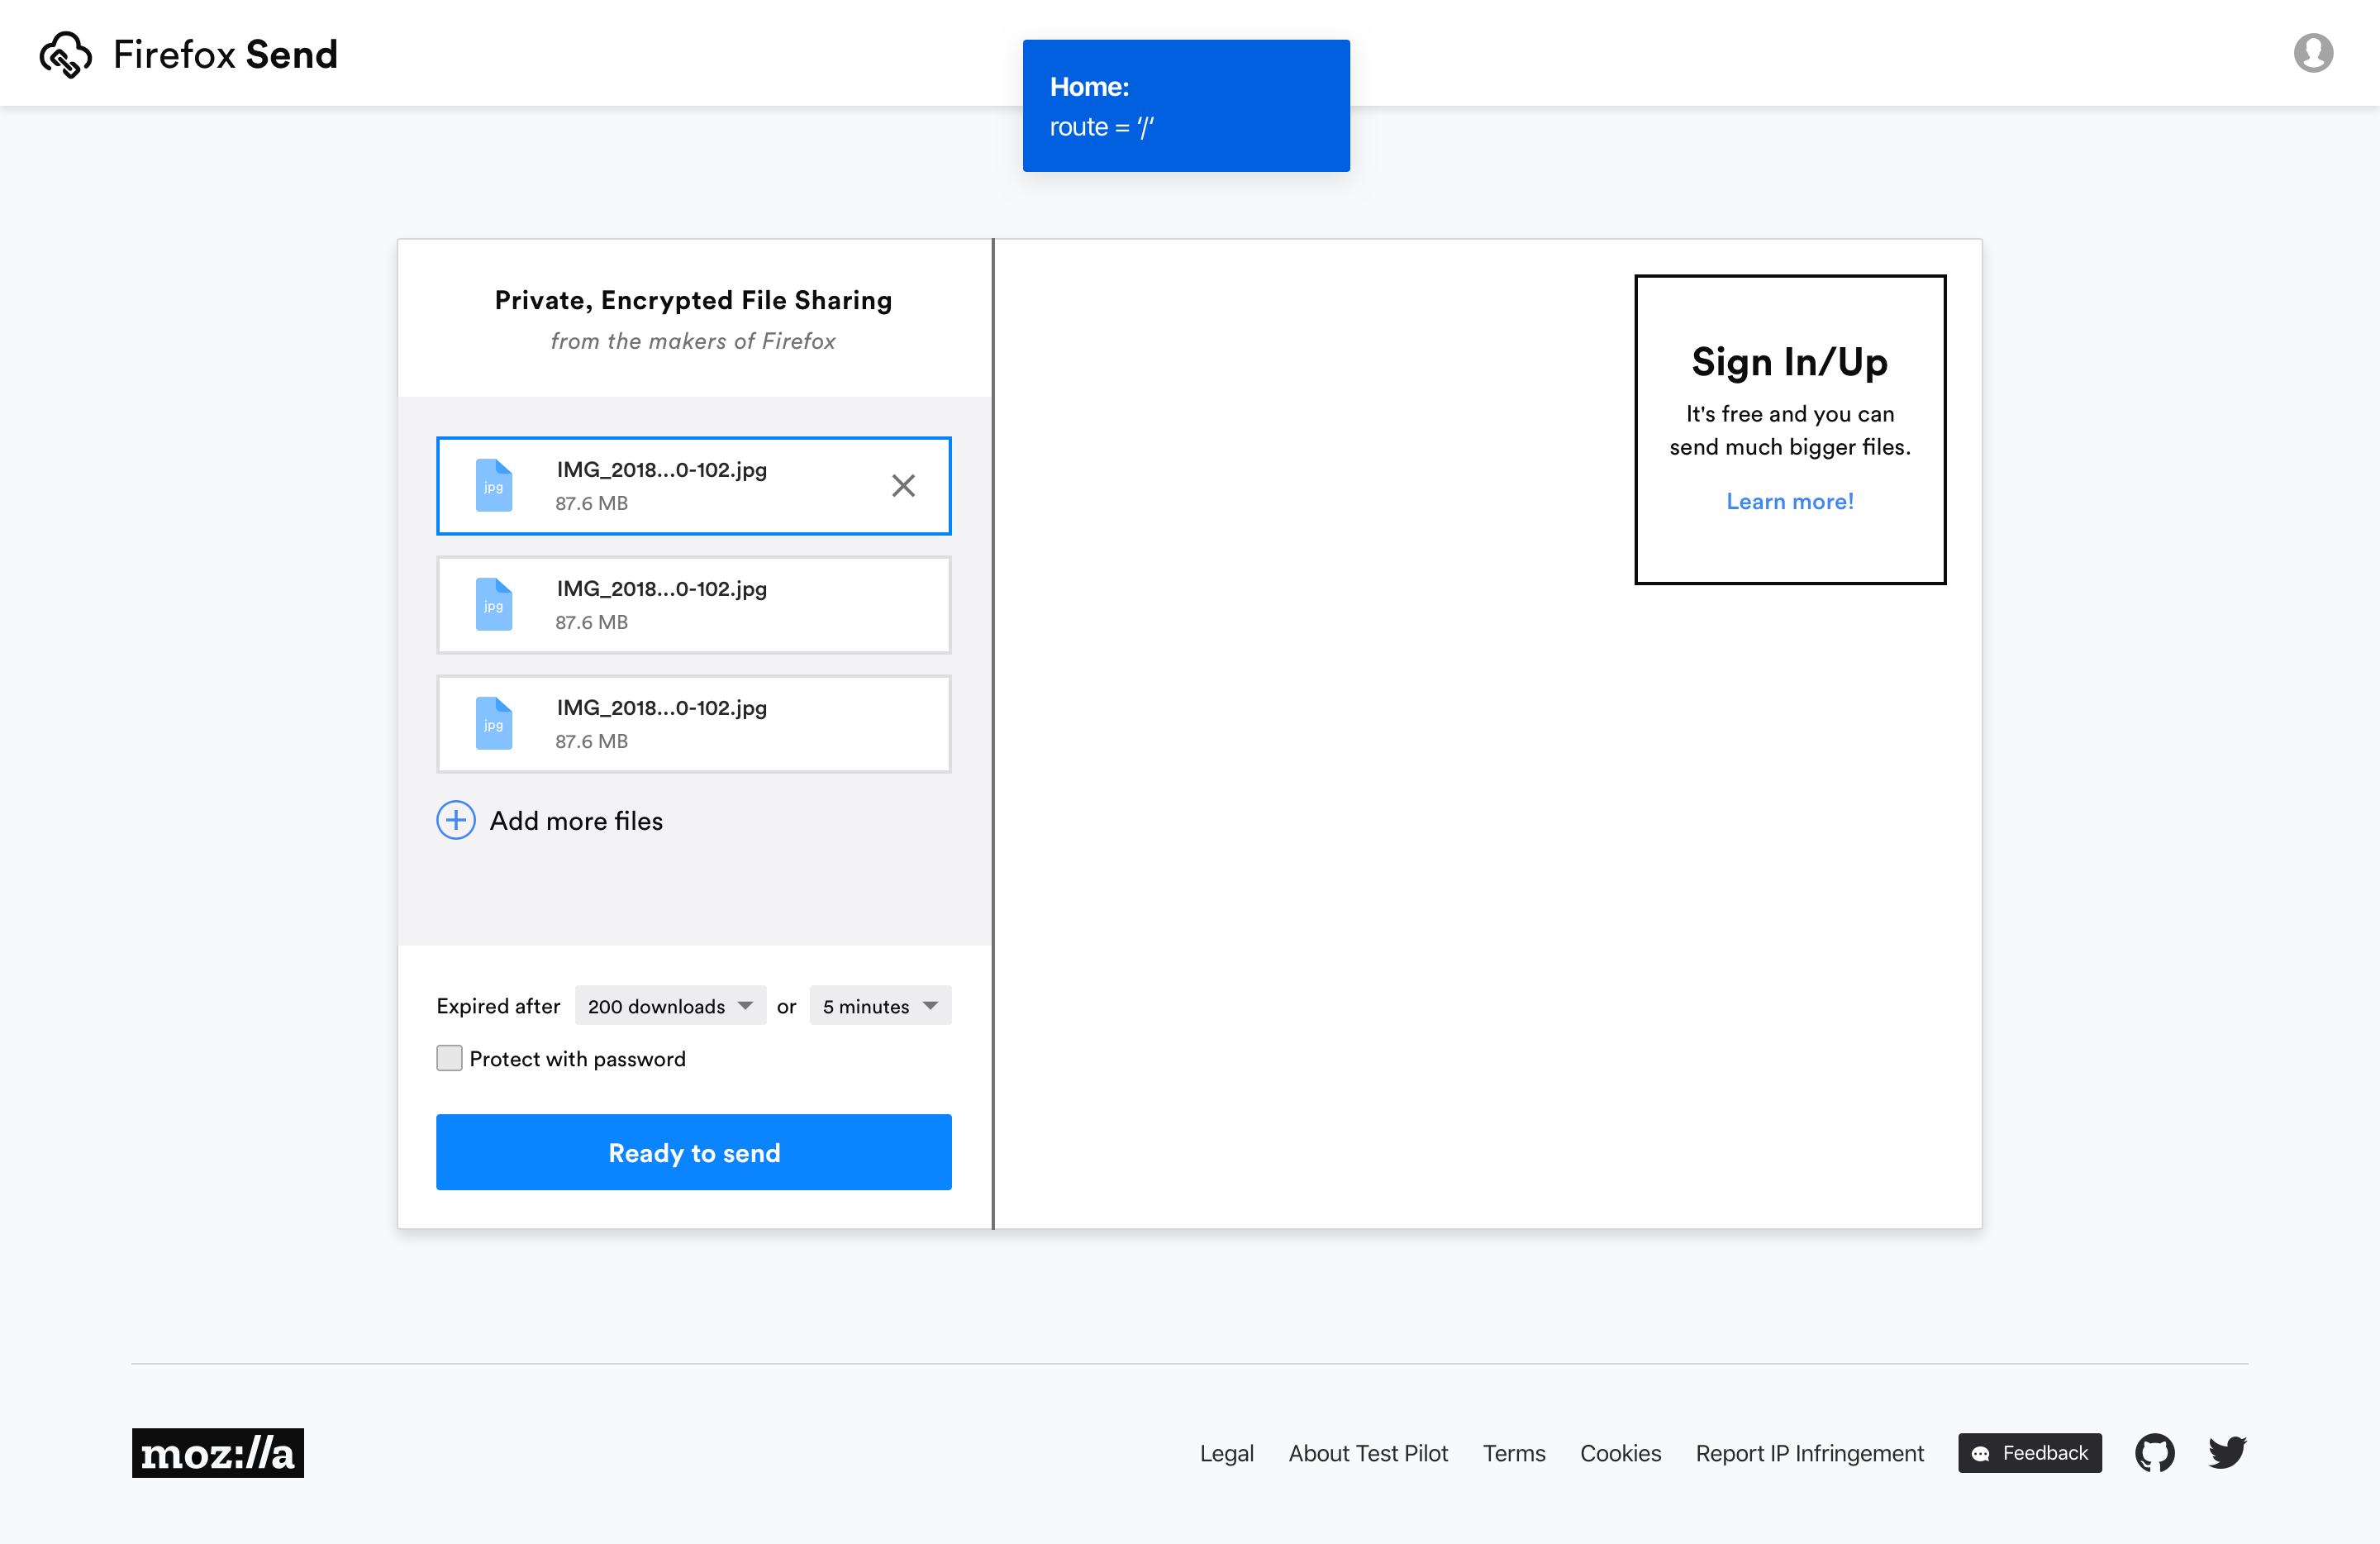 Firefox Send
Home:
route = ‘/‘
Private, Encrypted File Sharing
from the makers of Firefox
jpg
IMG_2018...0-102.jpg
87.6 MB
jpg
IMG_2018...0-102.jpg
87.6 MB
jpg
IMG_2018...0-102.jpg
87.6 MB
Add more files
Expired after 200 downloads or 5 minutes
Protect with password
Ready to send
Sign In/Up
It's free and you can
send much bigger files.
Learn more!
moz://a
Legal About Test Pilot Terms Cookies Report IP Infringement Feedback